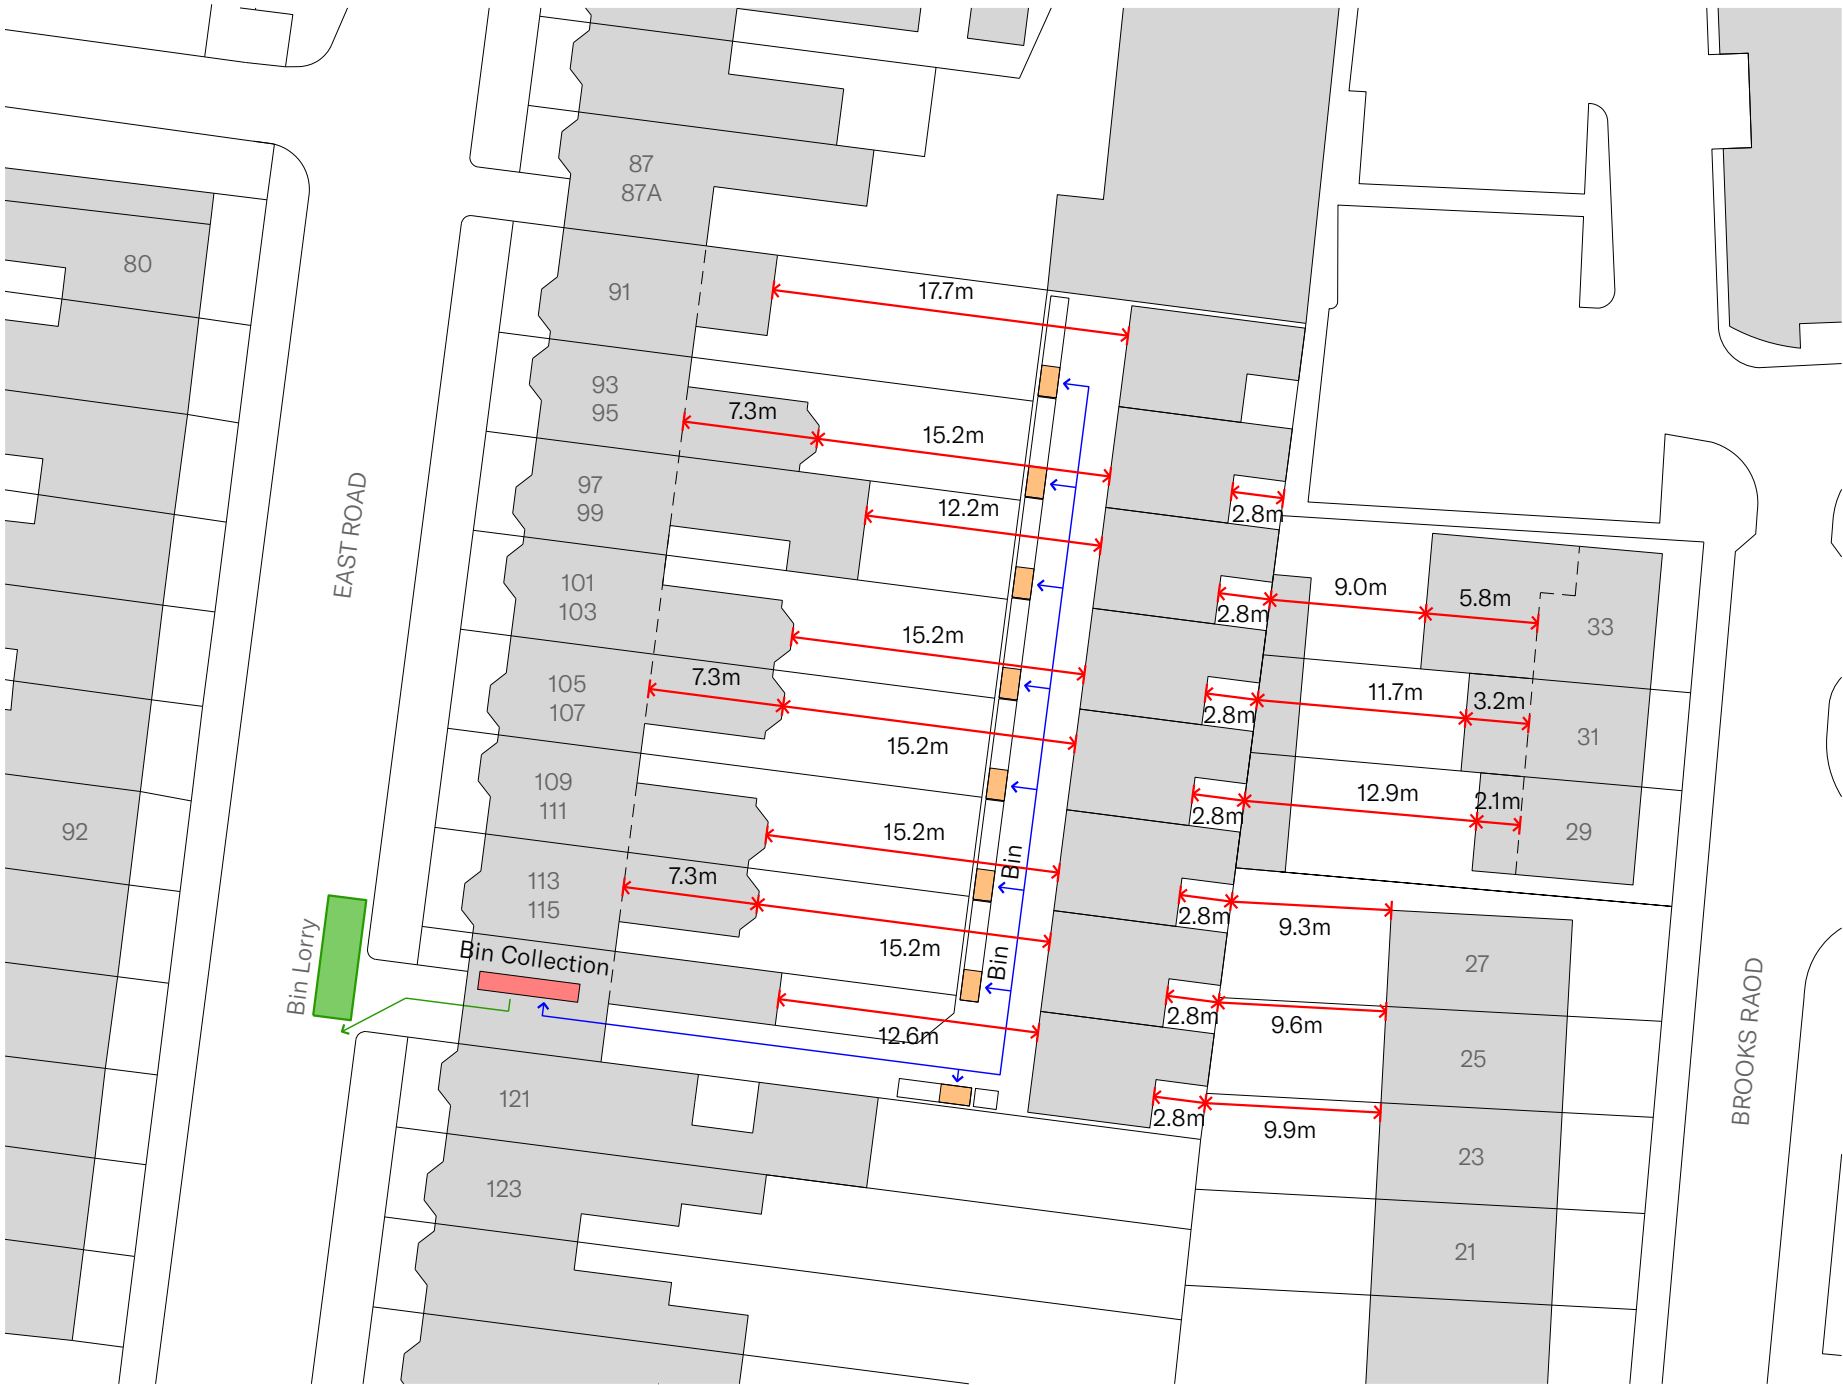 87
87A
80
91
17.7m
93
95
7.3m
15.2m
97
99
12.2m
2.8m
EAST ROAD
101
103
15.2m
2.8m
9.0m
5.8m
33
105
107
7.3m
15.2m
2.8m
11.7m
3.2m
31
109
111
15.2m
2.8m
12.9m
2.1m
29
92
113
115
7.3m
15.2m
Bin
2.8m
9.3m
27
Bin Lorry
Bin Collection
Bin
12.6m
2.8m
9.6m
25
BROOKS RAOD
121
2.8m
9.9m
23
123
21